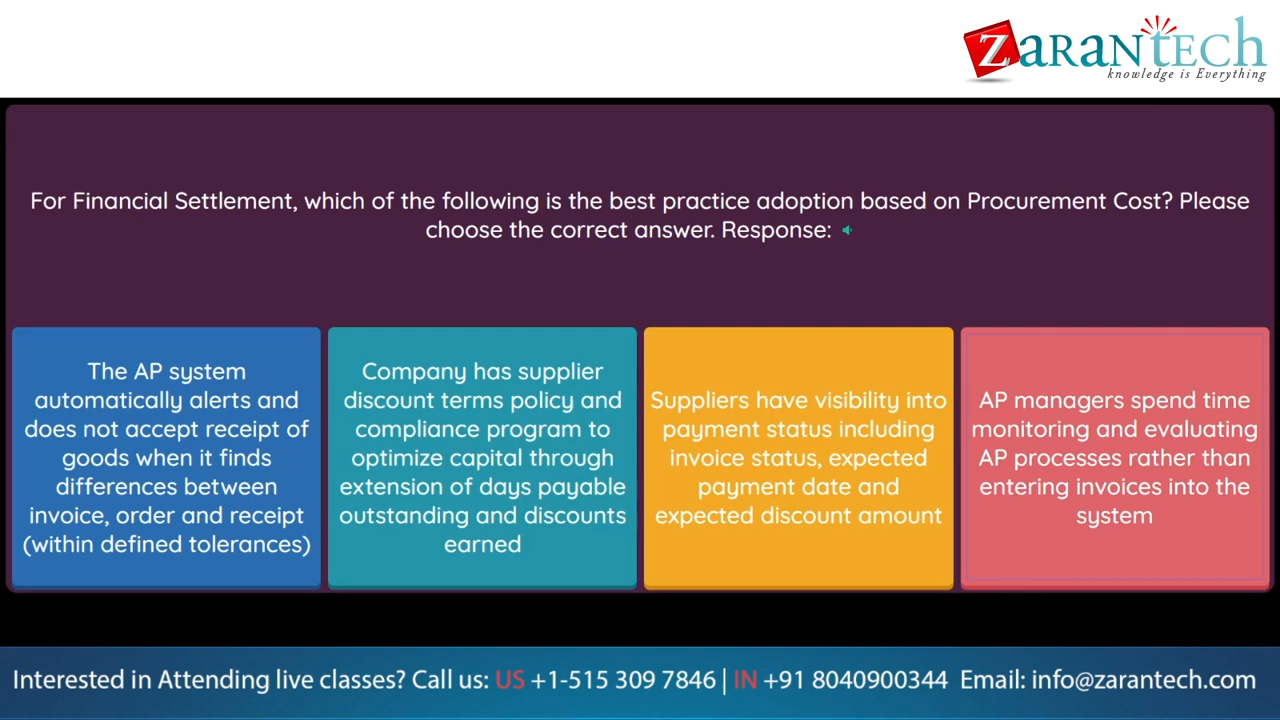 ZARANTECH
knowledge is Everything
For Financial Settlement, which of the following is the best practice adoption based on Procurement Cost? Please
choose the correct answer. Response:
The AP system
automatically alerts and
does not accept receipt of
goods when it finds
differences between
invoice, order and receipt
(within defined tolerances)
Company has supplier
discount terms policy and
compliance program to
optimize capital through
extension of days payable
outstanding and discounts
earned
Suppliers have visibility into
payment status including
invoice status, expected
payment date and
expected discount amount
AP managers spend time
monitoring and evaluating
AP processes rather than
entering invoices into the
system
Interested in Attending live classes? Call us: US +1-515 309 7846 | IN +91 8040900344 Email: info@zarantech.com